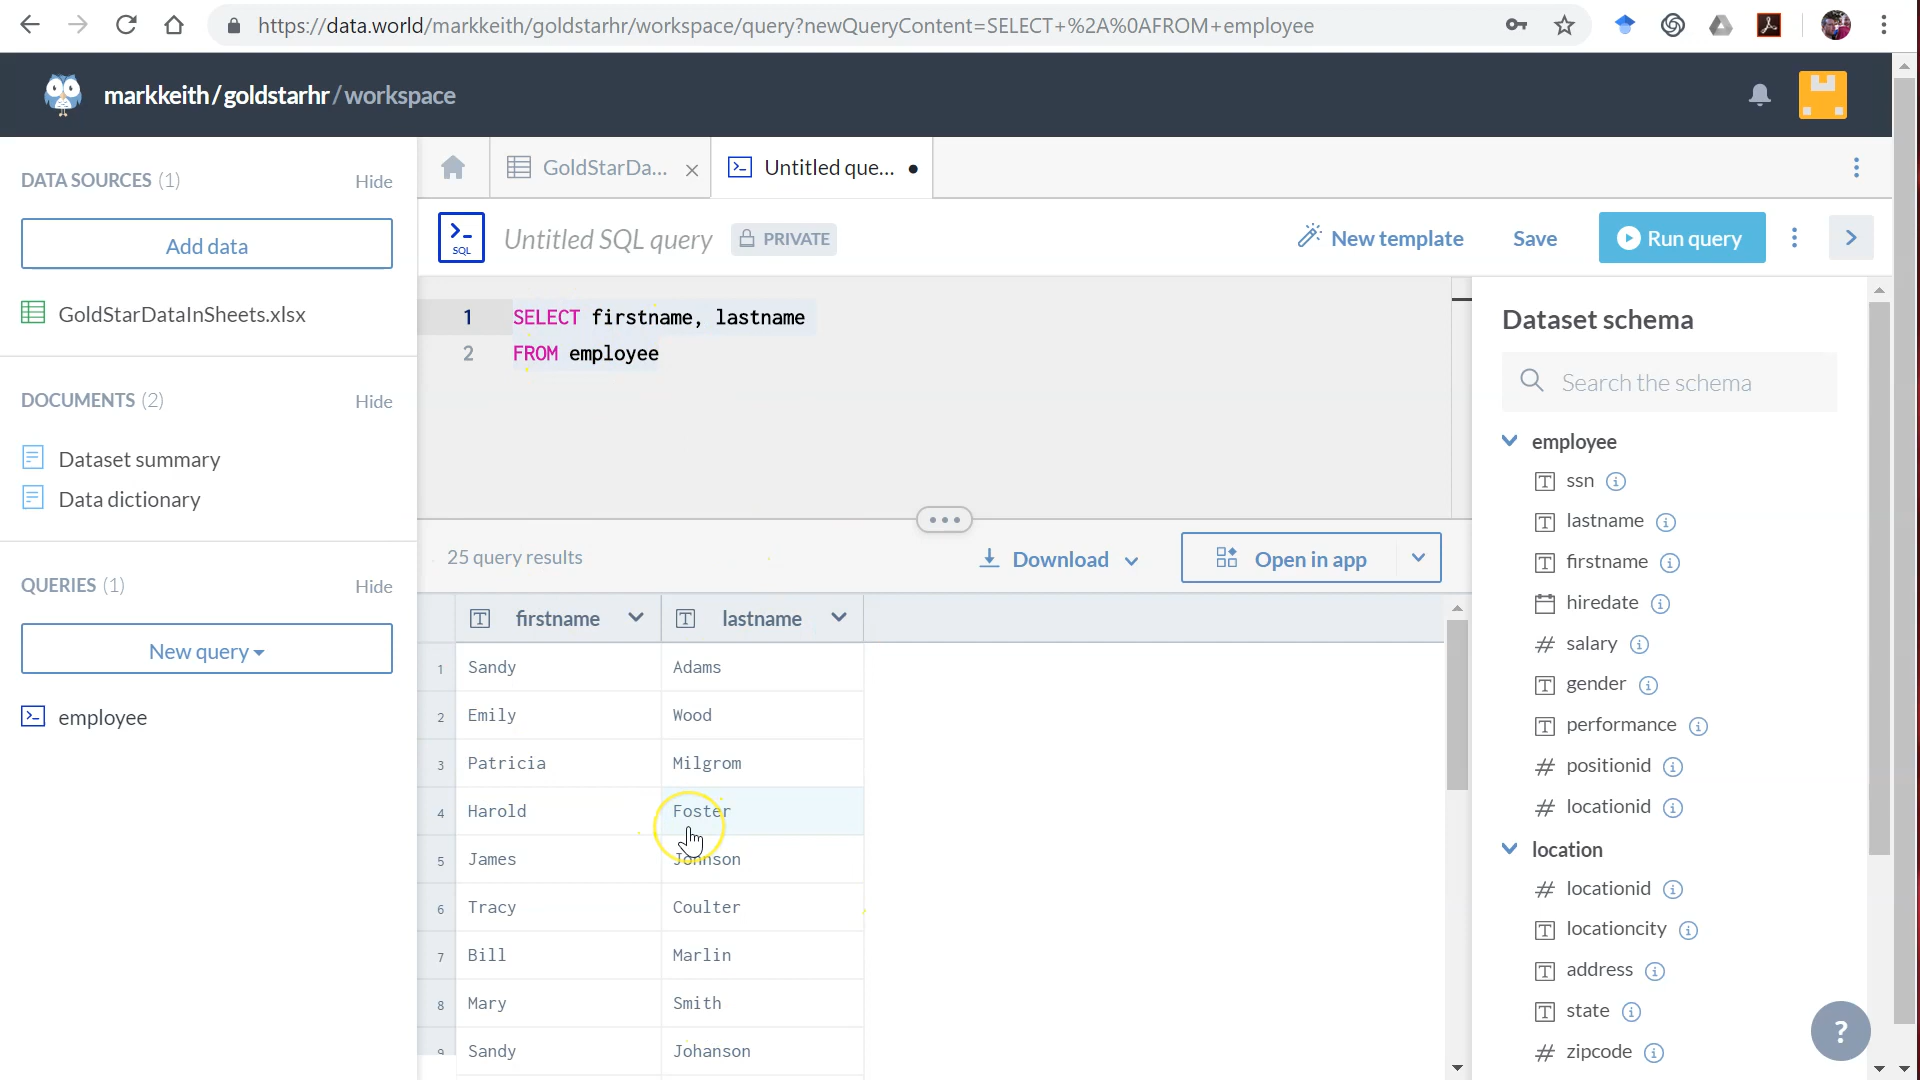 https://data.world/markkeith/goldstarhr/workspace/query?newQueryContent=SELECT+%2A%0AFROM+employee
markkeith/goldstarhr/workspace
DATA SOURCES (1)
Hide
Add data
GoldStarDataInSheets.xlsx
DOCUMENTS (2)
Hide
Dataset summary
Data dictionary
QUERIES (1)
Hide
New query
employee
GoldStarDa...
Untitled que...
SQL
Untitled SQL query
PRIVATE
New template
Save
Run query
1 SELECT firstname, lastname
2 FROM employee
25 query results
Download
Open in app
firstname lastname
1 Sandy Adams
2 Emily Wood
3 Patricia Milgrom
4 Harold Foster
5 James Johnson
6 Tracy Coulter
7 Bill Marlin
8 Mary Smith
9 Sandy Johanson
Dataset schema
Search the schema
employee
ssn
lastname
firstname
hiredate
salary
gender
performance
positionid
locationid
location
locationid
locationcity
address
state
zipcode
?